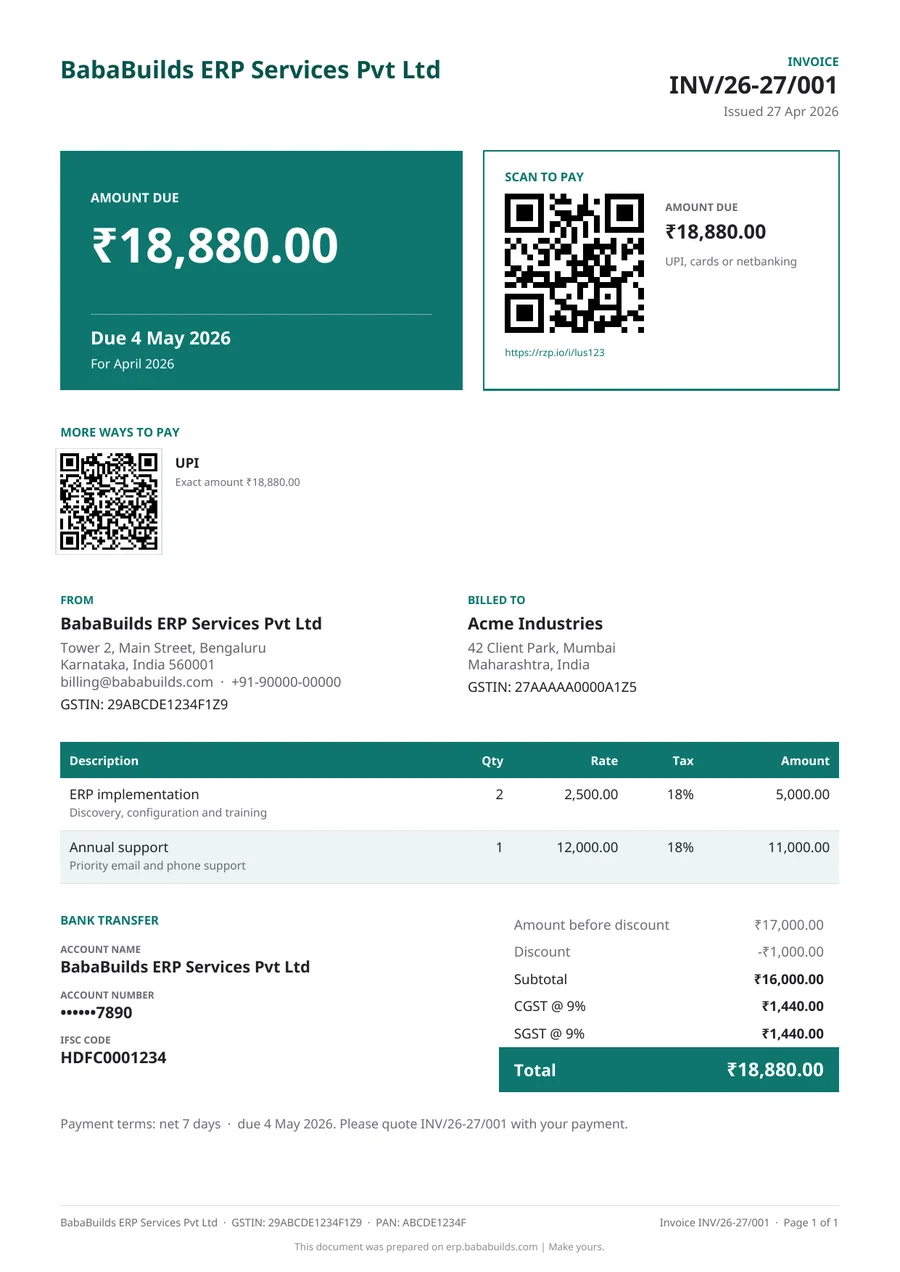 BabaBuilds ERP Services Pvt Ltd
INVOICE
INV/26-27/001
Issued 27 Apr 2026
AMOUNT DUE
₹18,880.00
Due 4 May 2026
For April 2026
SCAN TO PAY
AMOUNT DUE
₹18,880.00
UPI, cards or netbanking
https://rzp.io/i/lus123
MORE WAYS TO PAY
UPI
Exact amount ₹18,880.00
FROM
BabaBuilds ERP Services Pvt Ltd
Tower 2, Main Street, Bengaluru
Karnataka, India 560001
billing@bababuilds.com · +91-90000-00000
GSTIN: 29ABCDE1234F1Z9
BILLED TO
Acme Industries
42 Client Park, Mumbai
Maharashtra, India
GSTIN: 27AAAAA0000A1Z5
Description Qty Rate Tax Amount
ERP implementation 2 2,500.00 18% 5,000.00
Discovery, configuration and training
Annual support 1 12,000.00 18% 11,000.00
Priority email and phone support
BANK TRANSFER
ACCOUNT NAME
BabaBuilds ERP Services Pvt Ltd
ACCOUNT NUMBER
••••••7890
IFSC CODE
HDFC0001234
Amount before discount ₹17,000.00
Discount -₹1,000.00
Subtotal ₹16,000.00
CGST @ 9% ₹1,440.00
SGST @ 9% ₹1,440.00
Total ₹18,880.00
Payment terms: net 7 days · due 4 May 2026. Please quote INV/26-27/001 with your payment.
BabaBuilds ERP Services Pvt Ltd · GSTIN: 29ABCDE1234F1Z9 · PAN: ABCDE1234F
Invoice INV/26-27/001 · Page 1 of 1
This document was prepared on erp.bababuilds.com | Make yours.